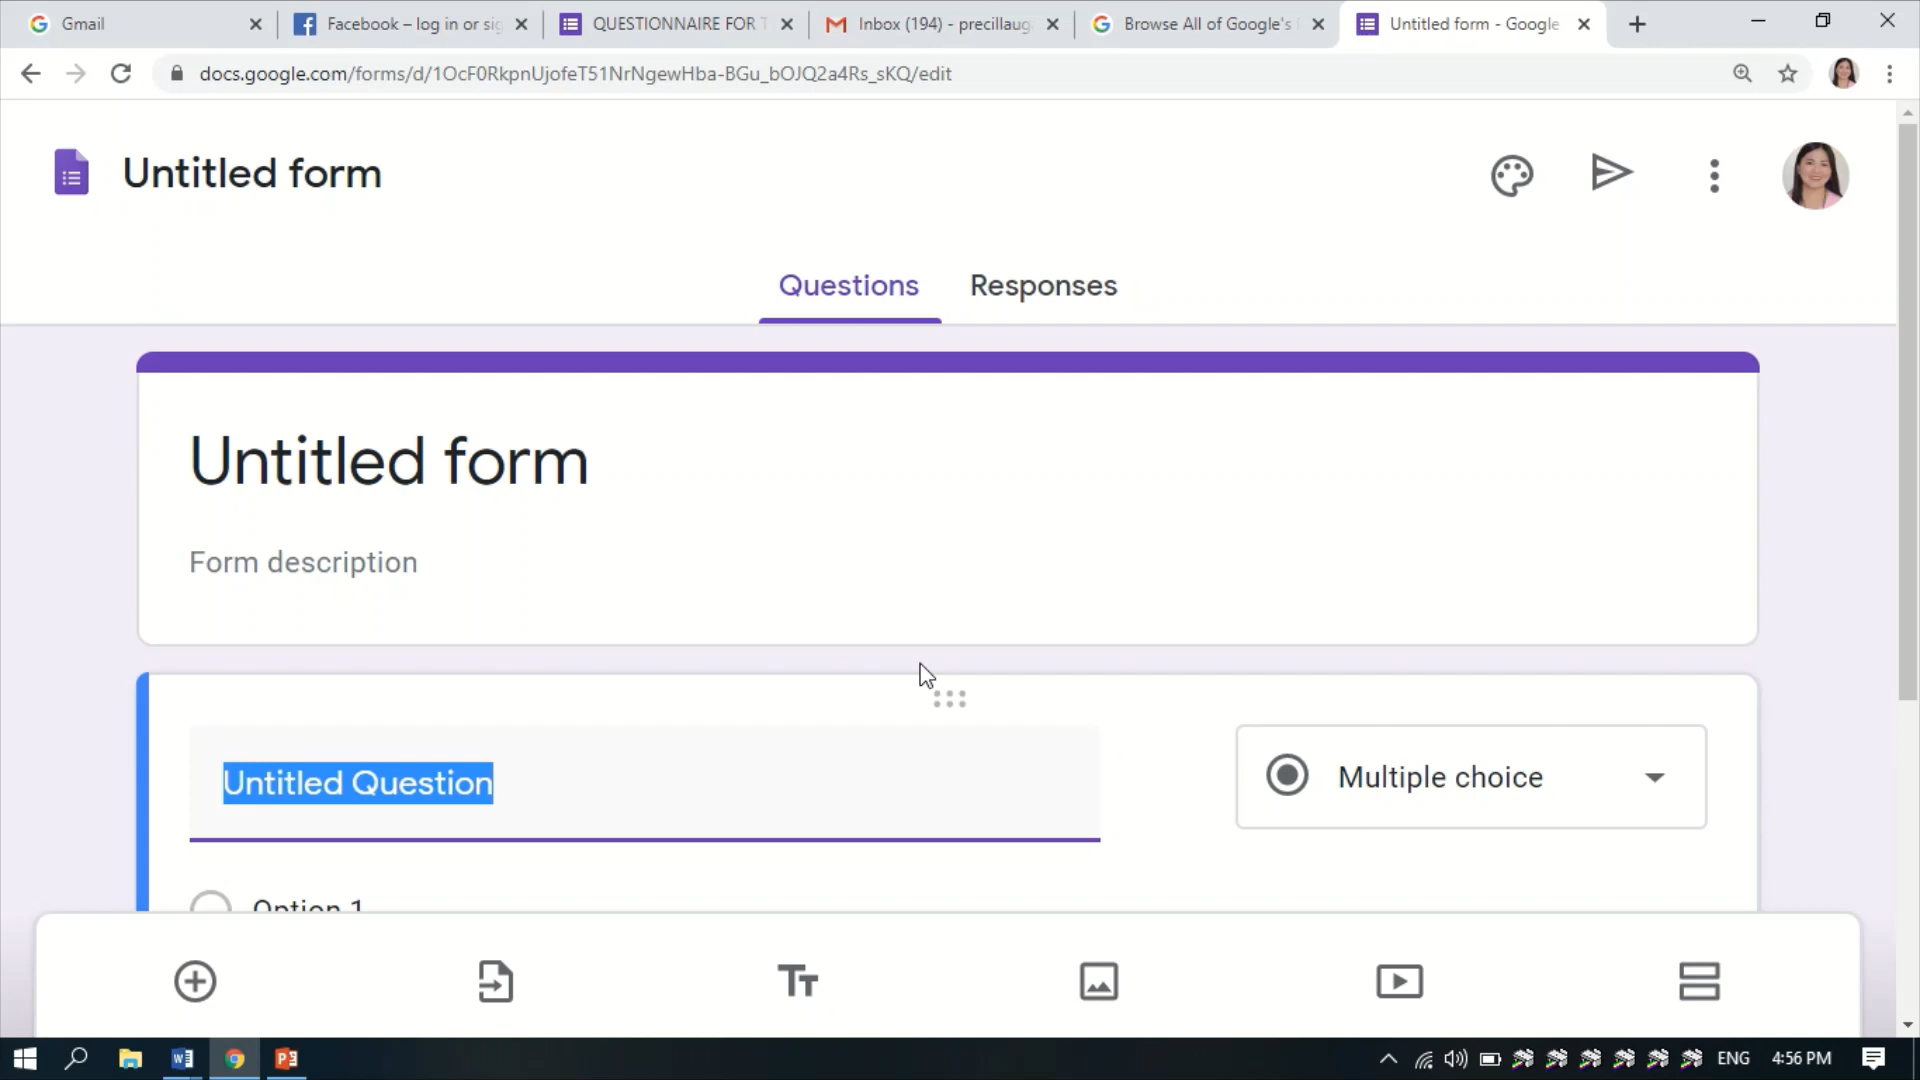 Gmail
Facebook – log in or sig
QUESTIONNAIRE FOR T
Inbox (194) - precillaug
Browse All of Google's
Untitled form - Google
docs.google.com/forms/d/1OcF0RkpnUjofeT51NrNgewHba-BGu_bOJQ2a4Rs_sKQ/edit
Untitled form
Questions
Responses
Untitled form
Form description
Untitled Question
Multiple choice
Option 1
Tт
ENG
4:56 PM